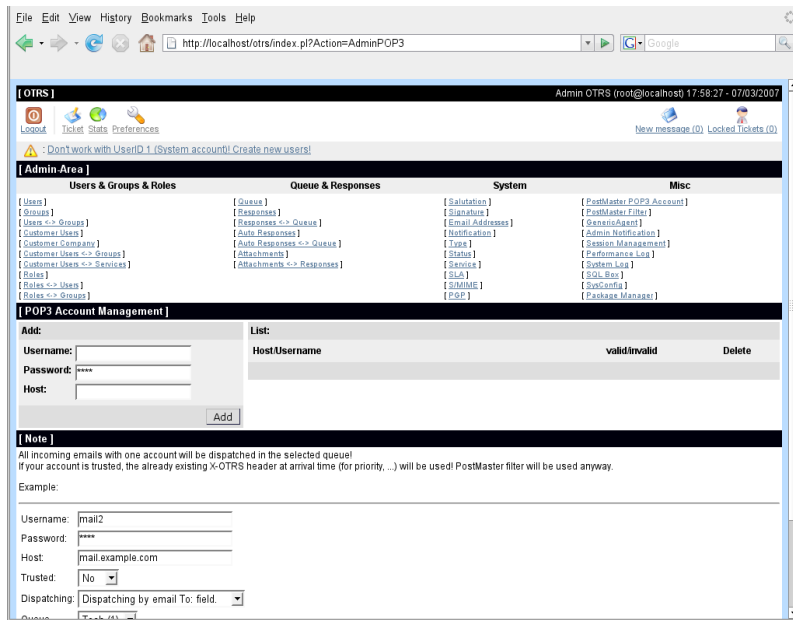 File Edit View History Bookmarks Tools Help
http://localhost/otrs/index.pl?Action=AdminPOP3
G Google
[ OTRS ]
Admin OTRS (root@localhost) 17:58:27 - 07/03/2007
Logout Ticket Stats Preferences
New message (0) Locked Tickets (0)
: Don't work with UserID 1 (System account)! Create new users!
[ Admin-Area ]
Users & Groups & Roles Queue & Responses System Misc
[ Users ] [ Queue ] [ Salutation ] [ PostMaster POP3 Account ]
[ Groups ] [ Responses ] [ Signature ] [ PostMaster Filter ]
[ Users <-> Groups ] [ Responses <-> Queue ] [ Email Addresses ] [ GenericAgent ]
[ Customer Users ] [ Auto Responses ] [ Notification ] [ Admin Notification ]
[ Customer Company ] [ Auto Responses <-> Queue ] [ Type ] [ Session Management ]
[ Customer Users <-> Groups ] [ Attachments ] [ Status ] [ Performance Log ]
[ Customer Users <-> Services ] [ Attachments <-> Responses ] [ Service ] [ System Log ]
[ Roles ] [ SLA ] [ SQL Box ]
[ Roles <-> Users ] [ S/MIME ] [ SysConfig ]
[ Roles <-> Groups ] [ PGP ] [ Package Manager ]
[ POP3 Account Management ]
Add: List:
Username: Host/Username valid/invalid Delete
Password: ****
Host:
Add
[ Note ]
All incoming emails with one account will be dispatched in the selected queue!
If your account is trusted, the already existing X-OTRS header at arrival time (for priority, ...) will be used! PostMaster filter will be used anyway.
Example:
Username: mail2
Password: ****
Host: mail.example.com
Trusted: No
Dispatching: Dispatching by email To: field.
Queue Tech (1)